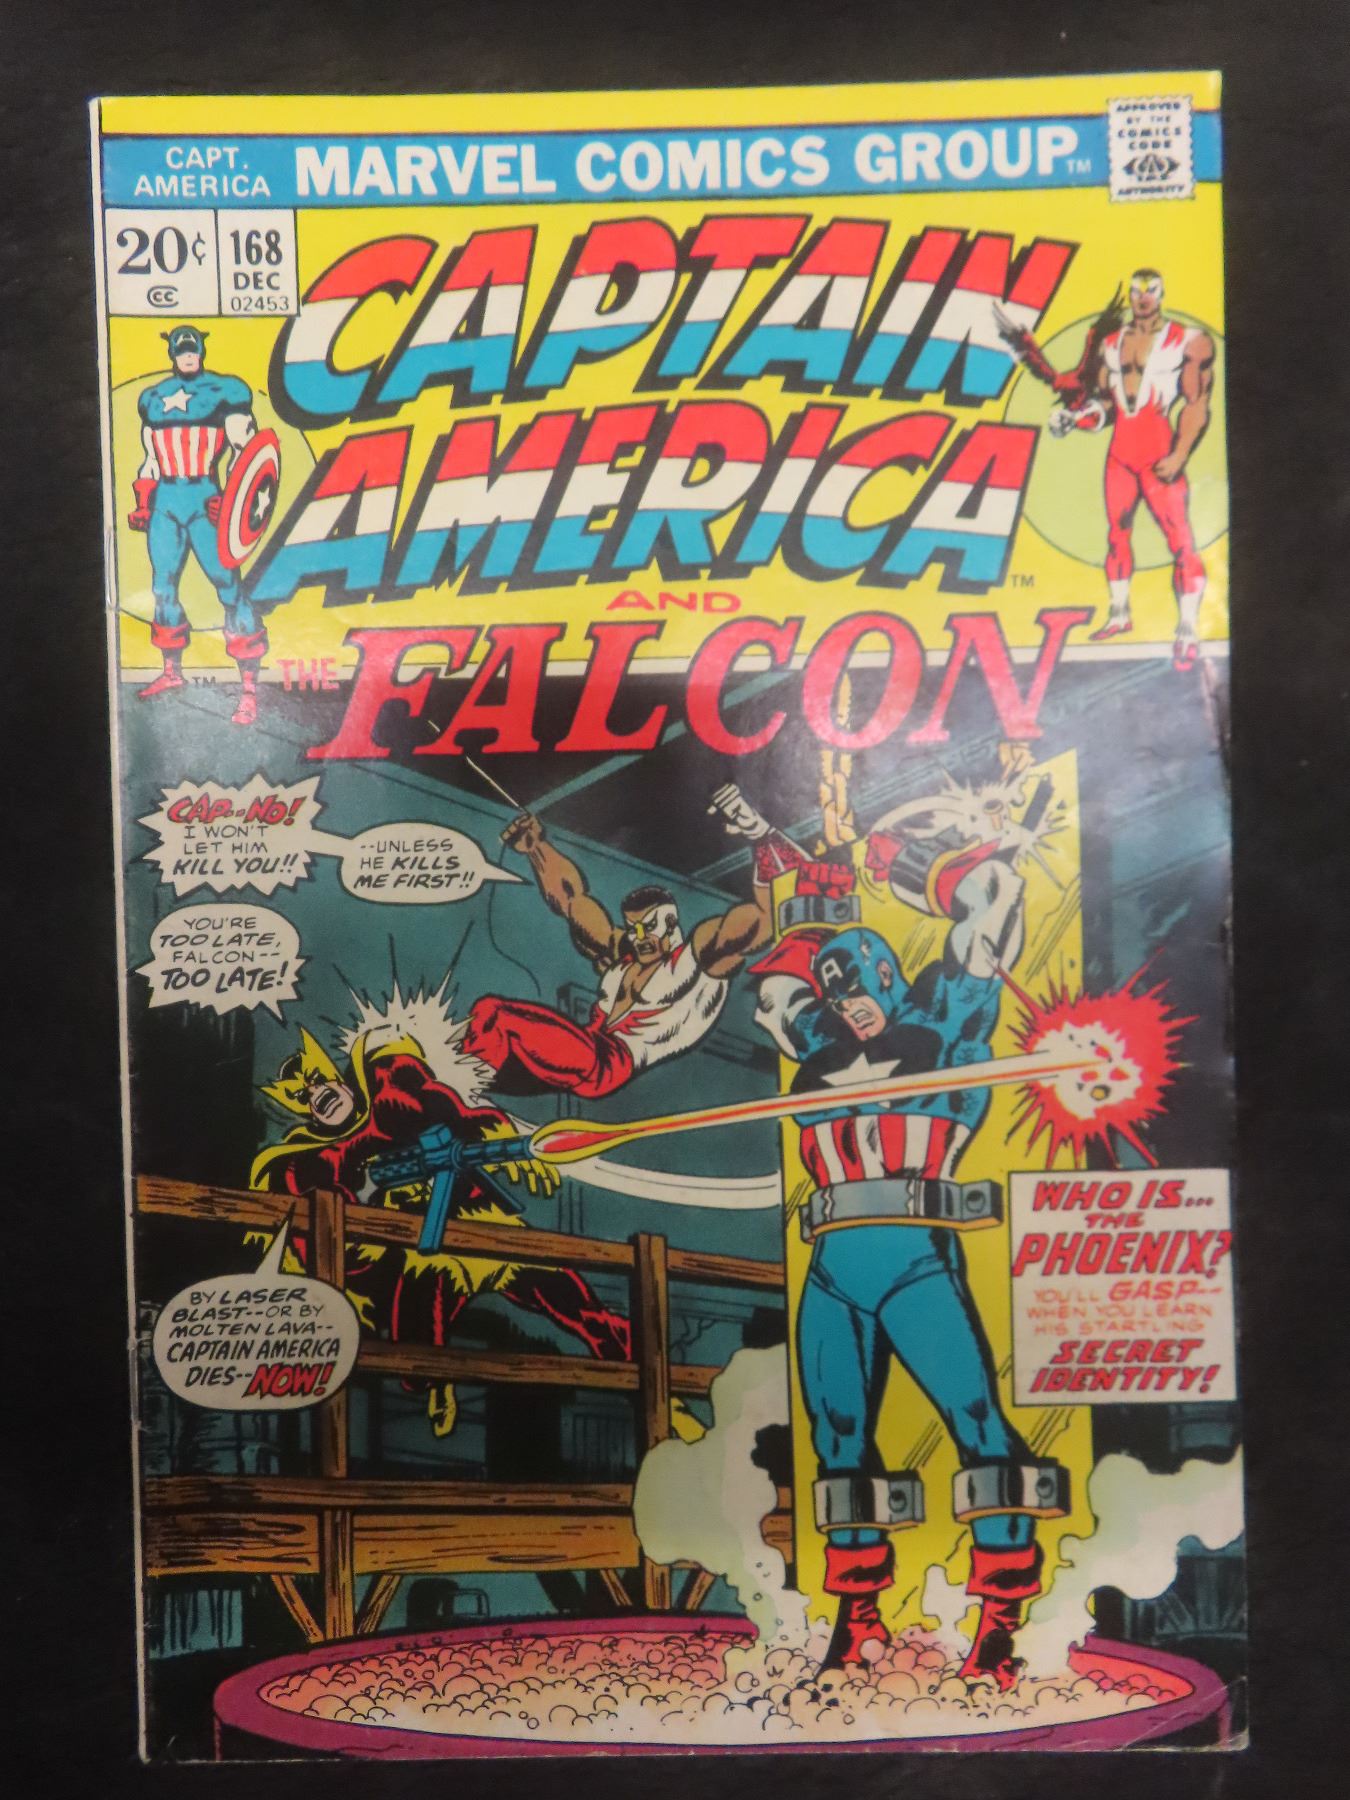 APPROVED
BY THE
COMICS
CODE
AUTHORITY
CAPT.
AMERICA
MARVEL COMICS GROUP TM
20¢
CC
168
DEC
02453
CAPTAIN
AMERICA TM
AND
THE FALCON
TM
CAP--NO!
I WON'T
LET HIM
KILL YOU!!
--UNLESS
HE KILLS
ME FIRST!!
YOU'RE
TOO LATE,
FALCON--
TOO LATE!
BY LASER
BLAST--OR BY
MOLTEN LAVA--
CAPTAIN AMERICA
DIES--NOW!
WHO IS...
THE
PHOENIX?
YOU'LL GASP--
WHEN YOU LEARN
HIS STARTLING
SECRET
IDENTITY!